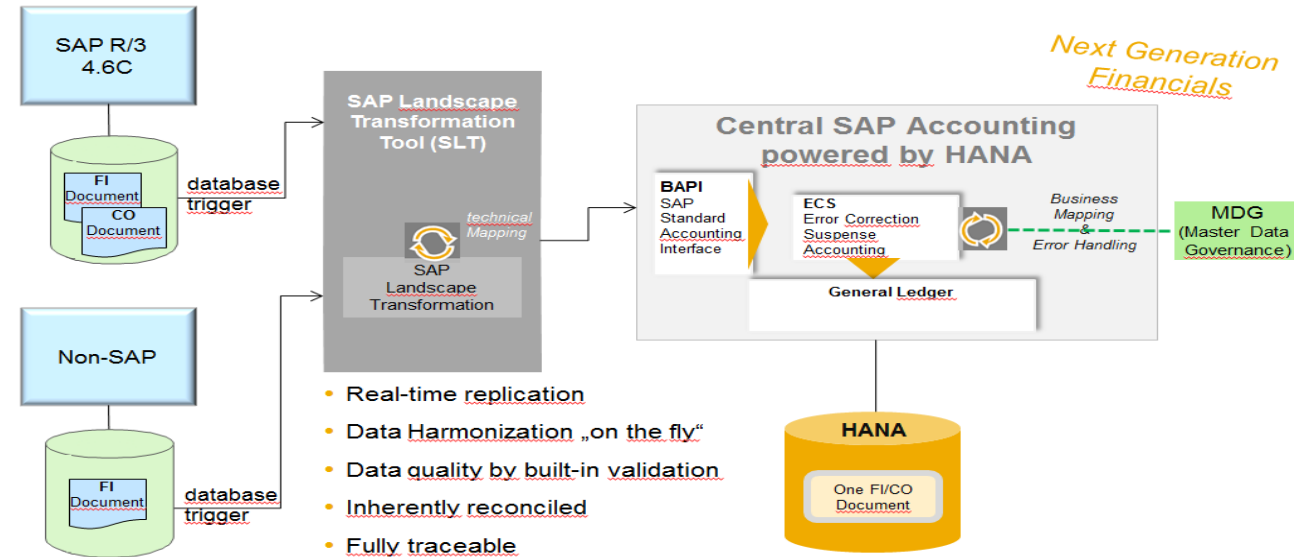 SAP R/3
4.6C
FI
Document
CO
Document
database
trigger
Non-SAP
FI
Document
database
trigger
SAP Landscape
Transformation
Tool (SLT)
technical
Mapping
SAP
Landscape
Transformation
• Real-time replication
• Data Harmonization „on the fly“
• Data quality by built-in validation
• Inherently reconciled
• Fully traceable
Next Generation
Financials
Central SAP Accounting
powered by HANA
BAPI
SAP
Standard
Accounting
Interface
ECS
Error Correction
Suspense
Accounting
Business
Mapping
&
Error Handling
MDG
(Master Data
Governance)
General Ledger
HANA
One FI/CO
Document